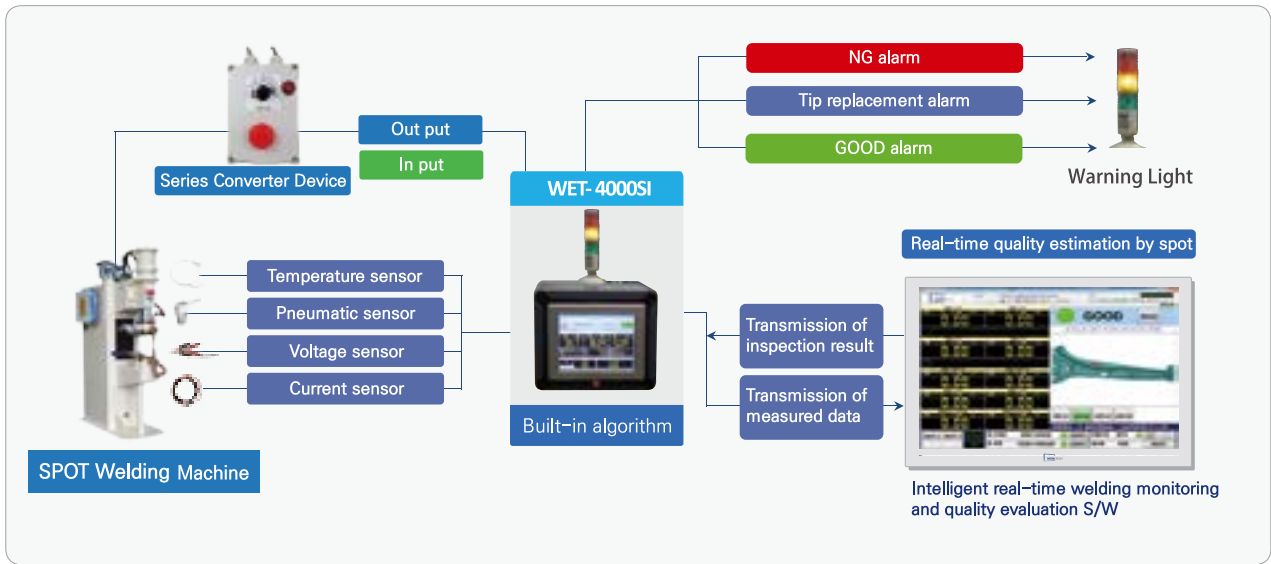 NG alarm
Tip replacement alarm
GOOD alarm
Warning Light
Out put
In put
Series Converter Device
WET-4000SI
Built-in algorithm
Temperature sensor
Pneumatic sensor
Voltage sensor
Current sensor
SPOT Welding Machine
Transmission of
inspection result
Transmission of
measured data
Real-time quality estimation by spot
GOOD
Intelligent real-time welding monitoring
and quality evaluation S/W